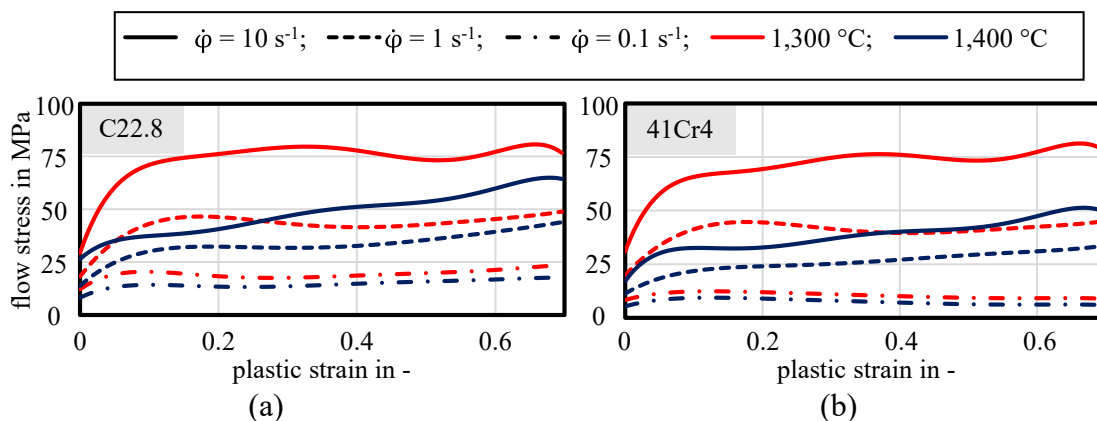 φ̇ = 10 s⁻¹; φ̇ = 1 s⁻¹; φ̇ = 0.1 s⁻¹; 1,300 °C; 1,400 °C
C22.8
flow stress in MPa
100
75
50
25
0
0 0.2 0.4 0.6
plastic strain in -
(a)
41Cr4
100
75
50
25
0
0 0.2 0.4 0.6
plastic strain in -
(b)